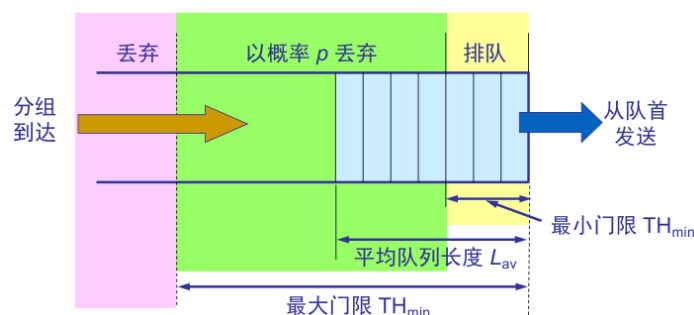 丢弃
以概率 p 丢弃
排队
分组
到达
从队首
发送
最小门限 THmin
平均队列长度 Lav
最大门限 THmin